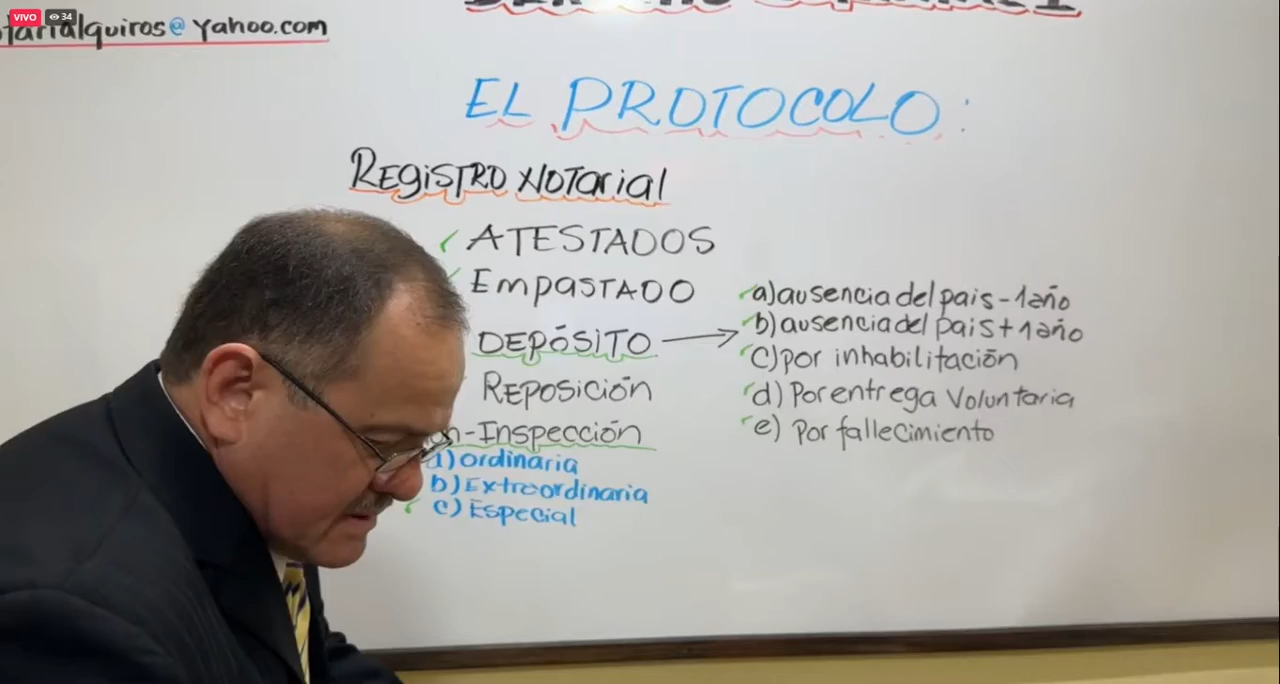 VIVO 34
tarialquiros@yahoo.com
EL PROTOCOLO:
REgiSTRO NOTArial
ATESTADOS
EmpASTADO
DEPÓSITO
REPOSICIÓN
-Inspección
a) ordinaria
b) Extraordinaria
c) Especial
a) ausencia del pais - 1 año
b) ausencia del pais + 1 año
c) por inhabilitación
d) Por entrega Voluntaria
e) Por fallecimiento